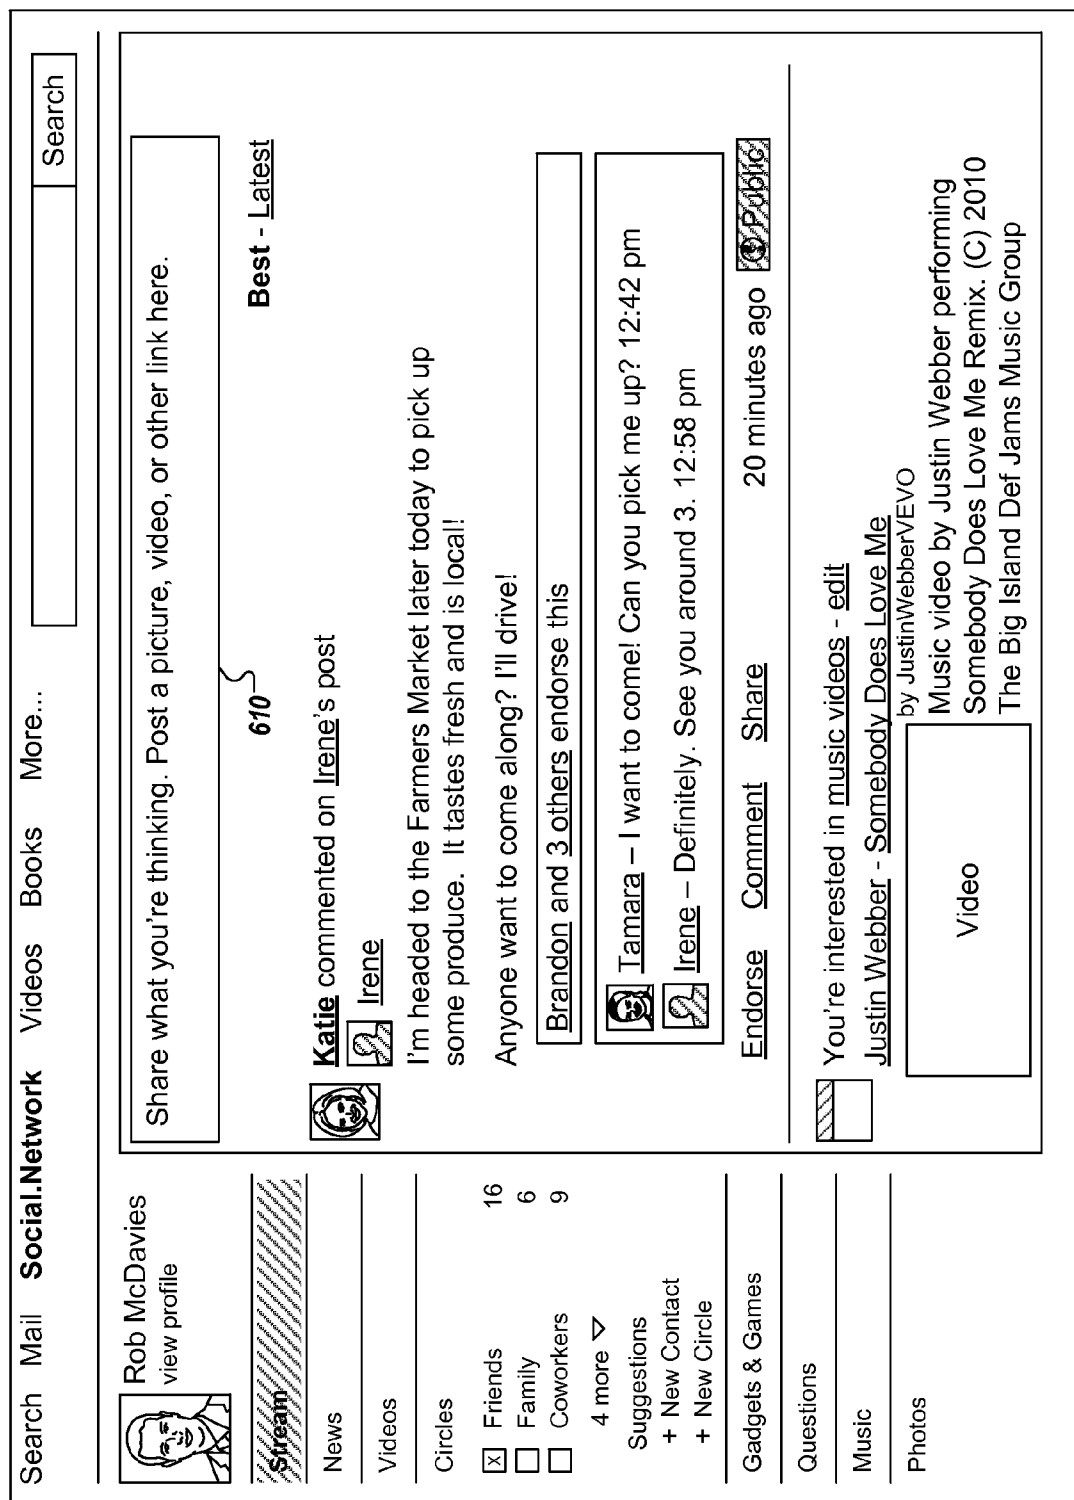 Search Mail Social.Network Videos Books More...
Search
Rob McDavies
view profile
Stream
News
Videos
Circles
X Friends 16
Family 6
Coworkers 9
4 more
Suggestions
+ New Contact
+ New Circle
Gadgets & Games
Questions
Music
Photos
Share what you're thinking. Post a picture, video, or other link here.
610
Best - Latest
Katie commented on Irene's post
Irene
I'm headed to the Farmers Market later today to pick up
some produce. It tastes fresh and is local!
Anyone want to come along? I'll drive!
Brandon and 3 others endorse this
Tamara – I want to come! Can you pick me up? 12:42 pm
Irene – Definitely. See you around 3. 12:58 pm
Endorse Comment Share 20 minutes ago Public
You're interested in music videos - edit
Justin Webber - Somebody Does Love Me
by JustinWebberVEVO
Video
Music video by Justin Webber performing
Somebody Does Love Me Remix. (C) 2010
The Big Island Def Jams Music Group